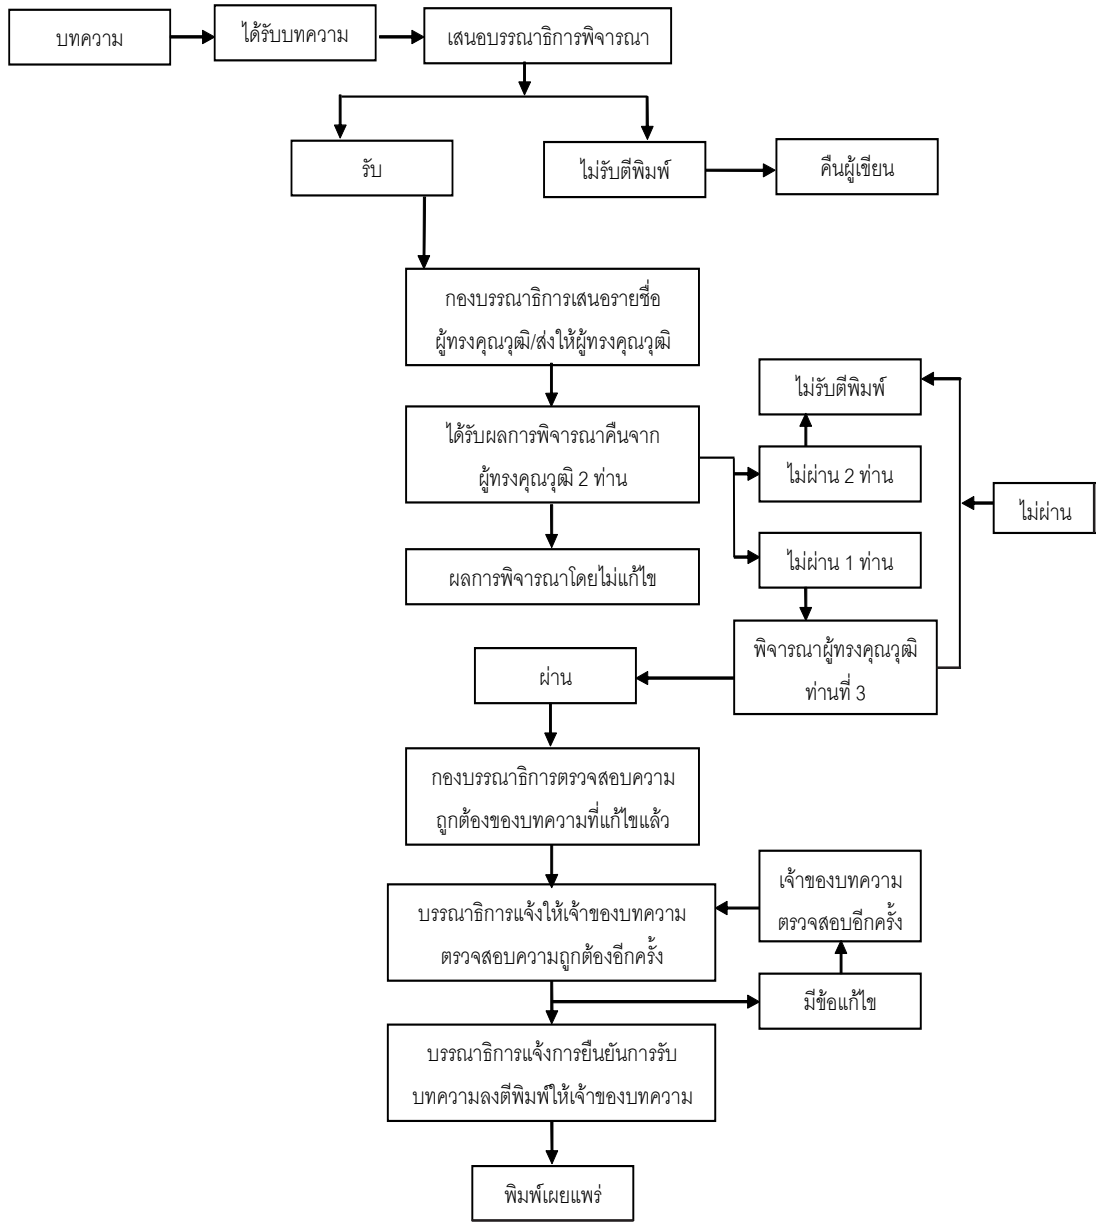 บทความ
ได้รับบทความ
เสนอบรรณาธิการพิจารณา
รับ
ไม่รับตีพิมพ์
คืนผู้เขียน
กองบรรณาธิการเสนอรายชื่อ
ผู้ทรงคุณวุฒิ/ส่งให้ผู้ทรงคุณวุฒิ
ไม่รับตีพิมพ์
ได้รับผลการพิจารณาคืนจาก
ผู้ทรงคุณวุฒิ 2 ท่าน
ไม่ผ่าน 2 ท่าน
ไม่ผ่าน
ไม่ผ่าน 1 ท่าน
ผลการพิจารณาโดยไม่แก้ไข
พิจารณาผู้ทรงคุณวุฒิ
ท่านที่ 3
ผ่าน
กองบรรณาธิการตรวจสอบความ
ถูกต้องของบทความที่แก้ไขแล้ว
เจ้าของบทความ
ตรวจสอบอีกครั้ง
บรรณาธิการแจ้งให้เจ้าของบทความ
ตรวจสอบความถูกต้องอีกครั้ง
มีข้อแก้ไข
บรรณาธิการแจ้งการยืนยันการรับ
บทความลงตีพิมพ์ให้เจ้าของบทความ
พิมพ์เผยแพร่